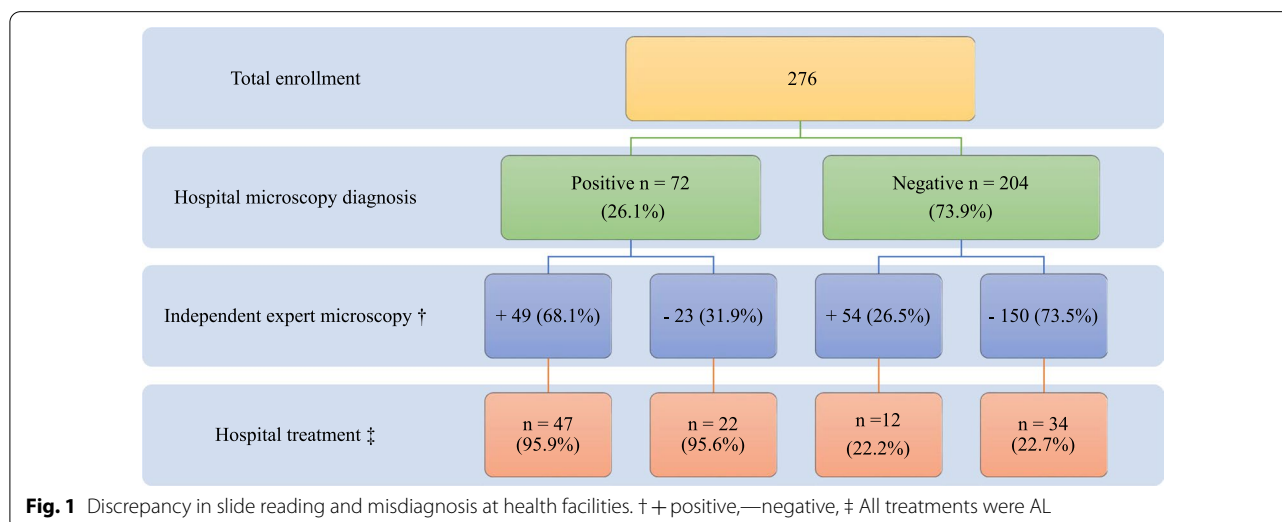 Total enrollment
276
Hospital microscopy diagnosis
Positive n = 72
(26.1%)
Negative n = 204
(73.9%)
Independent expert microscopy †
+ 49 (68.1%)
- 23 (31.9%)
+ 54 (26.5%)
- 150 (73.5%)
Hospital treatment ‡
n = 47
(95.9%)
n = 22
(95.6%)
n =12
(22.2%)
n = 34
(22.7%)
Fig. 1 Discrepancy in slide reading and misdiagnosis at health facilities. † + positive,—negative, ‡ All treatments were AL